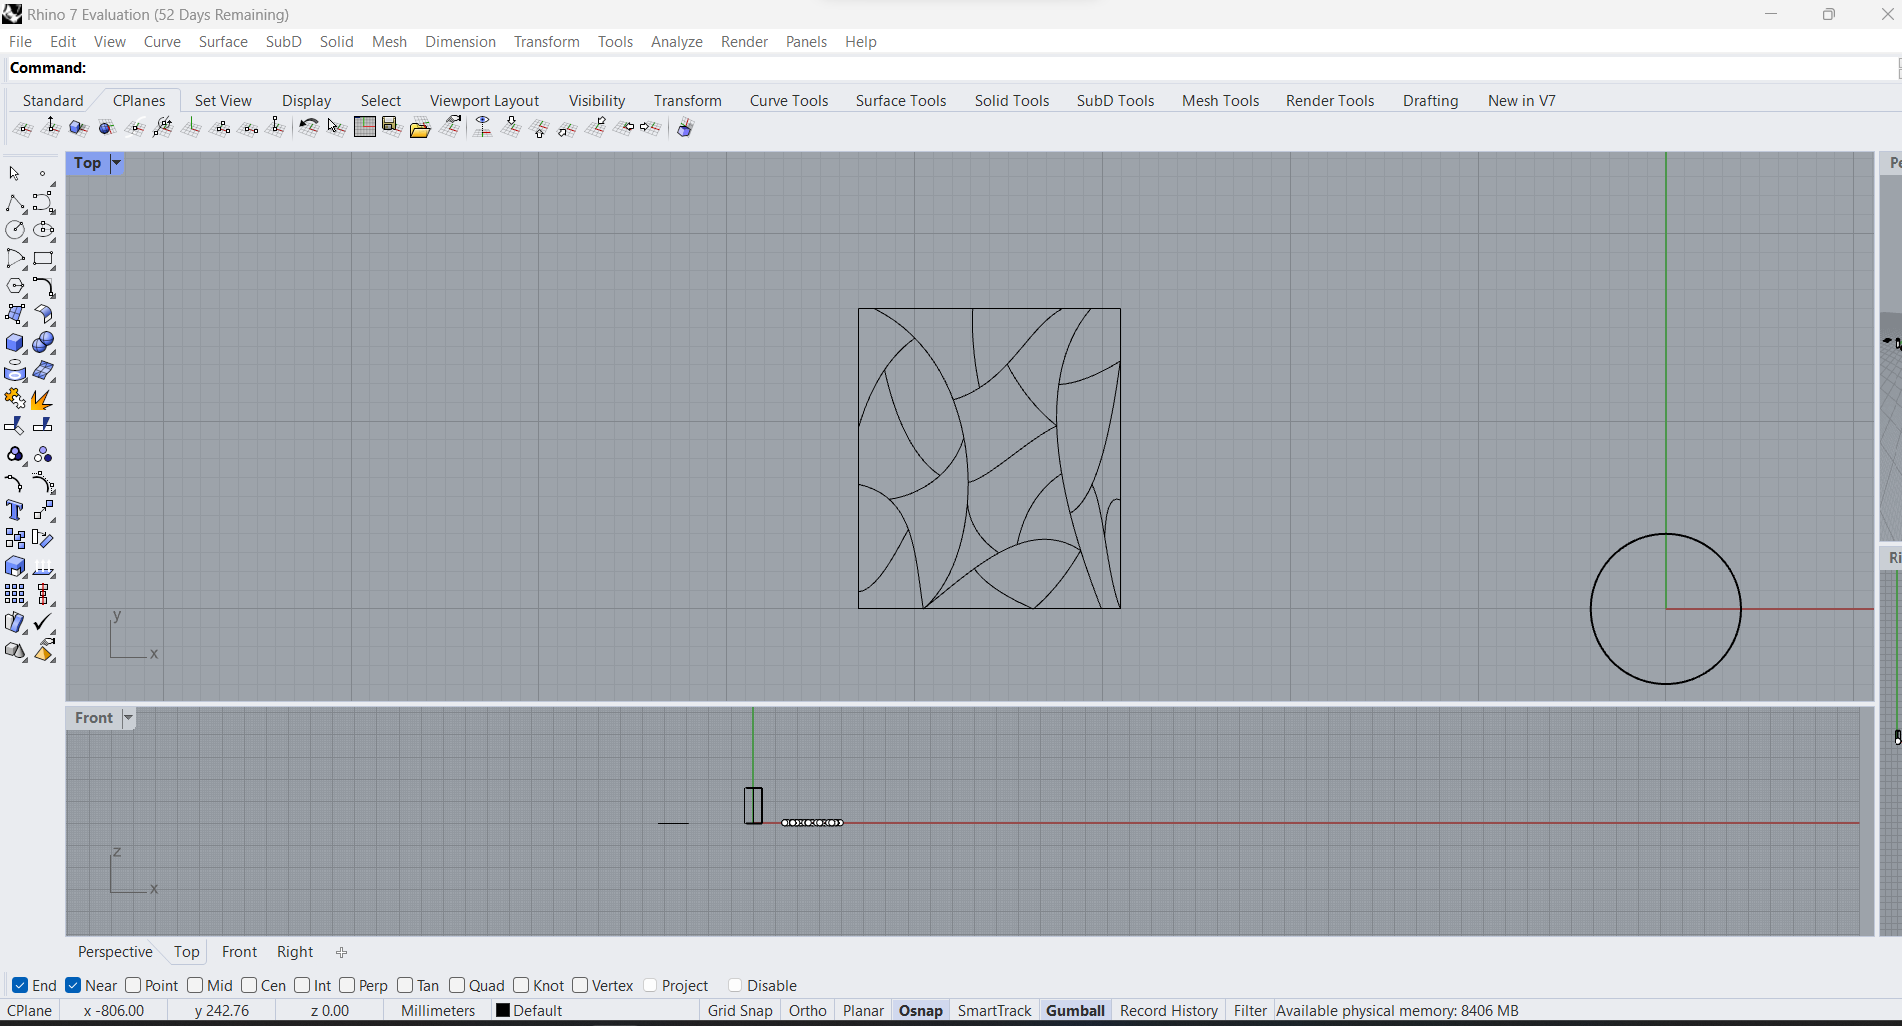 Rhino 7 Evaluation (52 Days Remaining)
File Edit View Curve Surface SubD Solid Mesh Dimension Transform Tools Analyze Render Panels Help
Command:
Standard CPlanes Set View Display Select Viewport Layout Visibility Transform Curve Tools Surface Tools Solid Tools SubD Tools Mesh Tools Render Tools Drafting New in V7
Top
Pe
y
x
Ri
Front
z
x
Perspective Top Front Right
End Near Point Mid Cen Int Perp Tan Quad Knot Vertex Project Disable
CPlane x -806.00 y 242.76 z 0.00 Millimeters Default Grid Snap Ortho Planar Osnap SmartTrack Gumball Record History Filter Available physical memory: 8406 MB